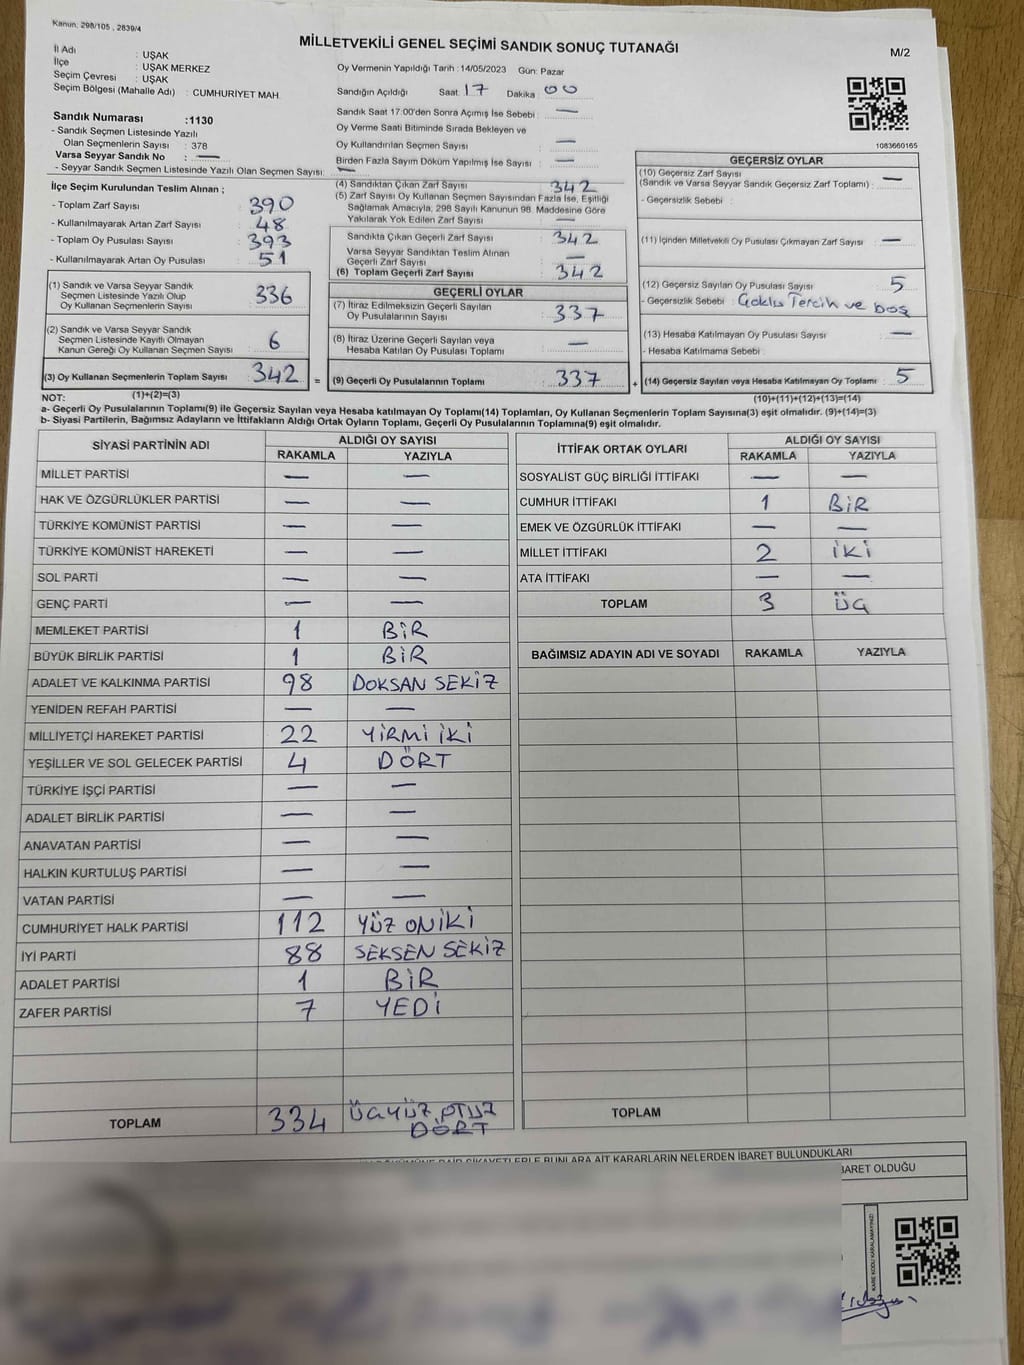 Kanun: 298/105 , 2839/4
MİLLETVEKİLİ GENEL SEÇİMİ SANDIK SONUÇ TUTANAĞI
M/2
İl Adı : UŞAK
İlçe : UŞAK MERKEZ
Seçim Çevresi : UŞAK
Seçim Bölgesi (Mahalle Adı) : CUMHURİYET MAH.
Oy Vermenin Yapıldığı Tarih : 14/05/2023 Gün: Pazar
Sandığın Açıldığı Saat: 17 Dakika : 00
Sandık Saat 17:00'den Sonra Açımış İse Sebebi : —
Oy Verme Saati Bitiminde Sırada Bekleyen ve
Oy Kullandırılan Seçmen Sayısı : —
Birden Fazla Sayım Döküm Yapılmış İse Sayısı : —
1083660165
Sandık Numarası :1130
- Sandık Seçmen Listesinde Yazılı
Olan Seçmenlerin Sayısı : 378
Varsa Seyyar Sandık No : —
- Seyyar Sandık Seçmen Listesinde Yazılı Olan Seçmen Sayısı: —
İlçe Seçim Kurulundan Teslim Alınan ;
- Toplam Zarf Sayısı : 390
- Kullanılmayarak Artan Zarf Sayısı : 48
- Toplam Oy Pusulası Sayısı : 393
- Kullanılmayarak Artan Oy Pusulası : 51
(1) Sandık ve Varsa Seyyar Sandık
Seçmen Listesinde Yazılı Olup
Oy Kullanan Seçmenlerin Sayısı : 336
(2) Sandık ve Varsa Seyyar Sandık
Seçmen Listesinde Kayıtlı Olmayan
Kanun Gereği Oy Kullanan Seçmen Sayısı : 6
(3) Oy Kullanan Seçmenlerin Toplam Sayısı : 342
(1)+(2)=(3)
(4) Sandıktan Çıkan Zarf Sayısı : 342
(5) Zarf Sayısı Oy Kullanan Seçmen Sayısından Fazla İse, Eşitliği
Sağlamak Amacıyla, 298 Sayılı Kanunun 98. Maddesine Göre
Yakılarak Yok Edilen Zarf Sayısı : —
Sandıkta Çıkan Geçerli Zarf Sayısı : 342
Varsa Seyyar Sandıktan Teslim Alınan
Geçerli Zarf Sayısı : —
(6) Toplam Geçerli Zarf Sayısı : 342
GEÇERLİ OYLAR
(7) İtiraz Edilmeksizin Geçerli Sayılan
Oy Pusulalarının Sayısı : 337
(8) İtiraz Üzerine Geçerli Sayılan veya
Hesaba Katılan Oy Pusulası Toplamı : —
= (9) Geçerli Oy Pusulalarının Toplamı : 337
GEÇERSİZ OYLAR
(10) Geçersiz Zarf Sayısı
(Sandık ve Varsa Seyyar Sandık Geçersiz Zarf Toplamı) : —
- Geçersizlik Sebebi :
(11) İçinden Milletvekili Oy Pusulası Çıkmayan Zarf Sayısı : —
(12) Geçersiz Sayılan Oy Pusulası Sayısı : 5
- Geçersizlik Sebebi : Çoklu Tercih ve boş
(13) Hesaba Katılmayan Oy Pusulası Sayısı : —
- Hesaba Katılmama Sebebi :
+ (14) Geçersiz Sayılan veya Hesaba Katılmayan Oy Toplamı : 5
(10)+(11)+(12)+(13)=(14)
NOT:
a- Geçerli Oy Pusulalarının Toplamı(9) ile Geçersiz Sayılan veya Hesaba katılmayan Oy Toplamı(14) Toplamları, Oy Kullanan Seçmenlerin Toplam Sayısına(3) eşit olmalıdır. (9)+(14)=(3)
b- Siyasi Partilerin, Bağımsız Adayların ve İttifakların Aldığı Ortak Oyların Toplamı, Geçerli Oy Pusulalarının Toplamına(9) eşit olmalıdır.
SİYASİ PARTİNİN ADI ALDIĞI OY SAYISI
RAKAMLA YAZIYLA
MİLLET PARTİSİ — —
HAK VE ÖZGÜRLÜKLER PARTİSİ — —
TÜRKİYE KOMÜNİST PARTİSİ — —
TÜRKİYE KOMÜNİST HAREKETİ — —
SOL PARTİ — —
GENÇ PARTİ — —
MEMLEKET PARTİSİ 1 BİR
BÜYÜK BİRLİK PARTİSİ 1 BİR
ADALET VE KALKINMA PARTİSİ 98 DOKSAN SEKİZ
YENİDEN REFAH PARTİSİ — —
MİLLİYETÇİ HAREKET PARTİSİ 22 YİRMİ İKİ
YEŞİLLER VE SOL GELECEK PARTİSİ 4 DÖRT
TÜRKİYE İŞÇİ PARTİSİ — —
ADALET BİRLİK PARTİSİ — —
ANAVATAN PARTİSİ — —
HALKIN KURTULUŞ PARTİSİ — —
VATAN PARTİSİ — —
CUMHURİYET HALK PARTİSİ 112 YÜZ ONİKİ
İYİ PARTİ 88 SEKSEN SEKİZ
ADALET PARTİSİ 1 BİR
ZAFER PARTİSİ 7 YEDİ
TOPLAM 334 ÜÇYÜZ OTUZ
DÖRT
İTTİFAK ORTAK OYLARI ALDIĞI OY SAYISI
RAKAMLA YAZIYLA
SOSYALİST GÜÇ BİRLİĞİ İTTİFAKI — —
CUMHUR İTTİFAKI 1 BİR
EMEK VE ÖZGÜRLÜK İTTİFAKI — —
MİLLET İTTİFAKI 2 İKİ
ATA İTTİFAKI — —
TOPLAM 3 ÜÇ
BAĞIMSIZ ADAYIN ADI VE SOYADI RAKAMLA YAZIYLA
TOPLAM
ŞİKAYETLERLE BUNLARA AİT KARARLARIN NELERDEN İBARET BULUNDUKLARI
İBARET OLDUĞU
KARE KODU KARALAMAYINIZ!